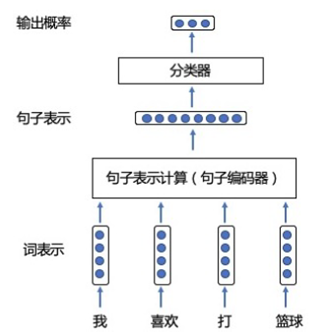 输出概率
分类器
句子表示
句子表示计算（句子编码器）
词表示
我 喜欢 打 篮球